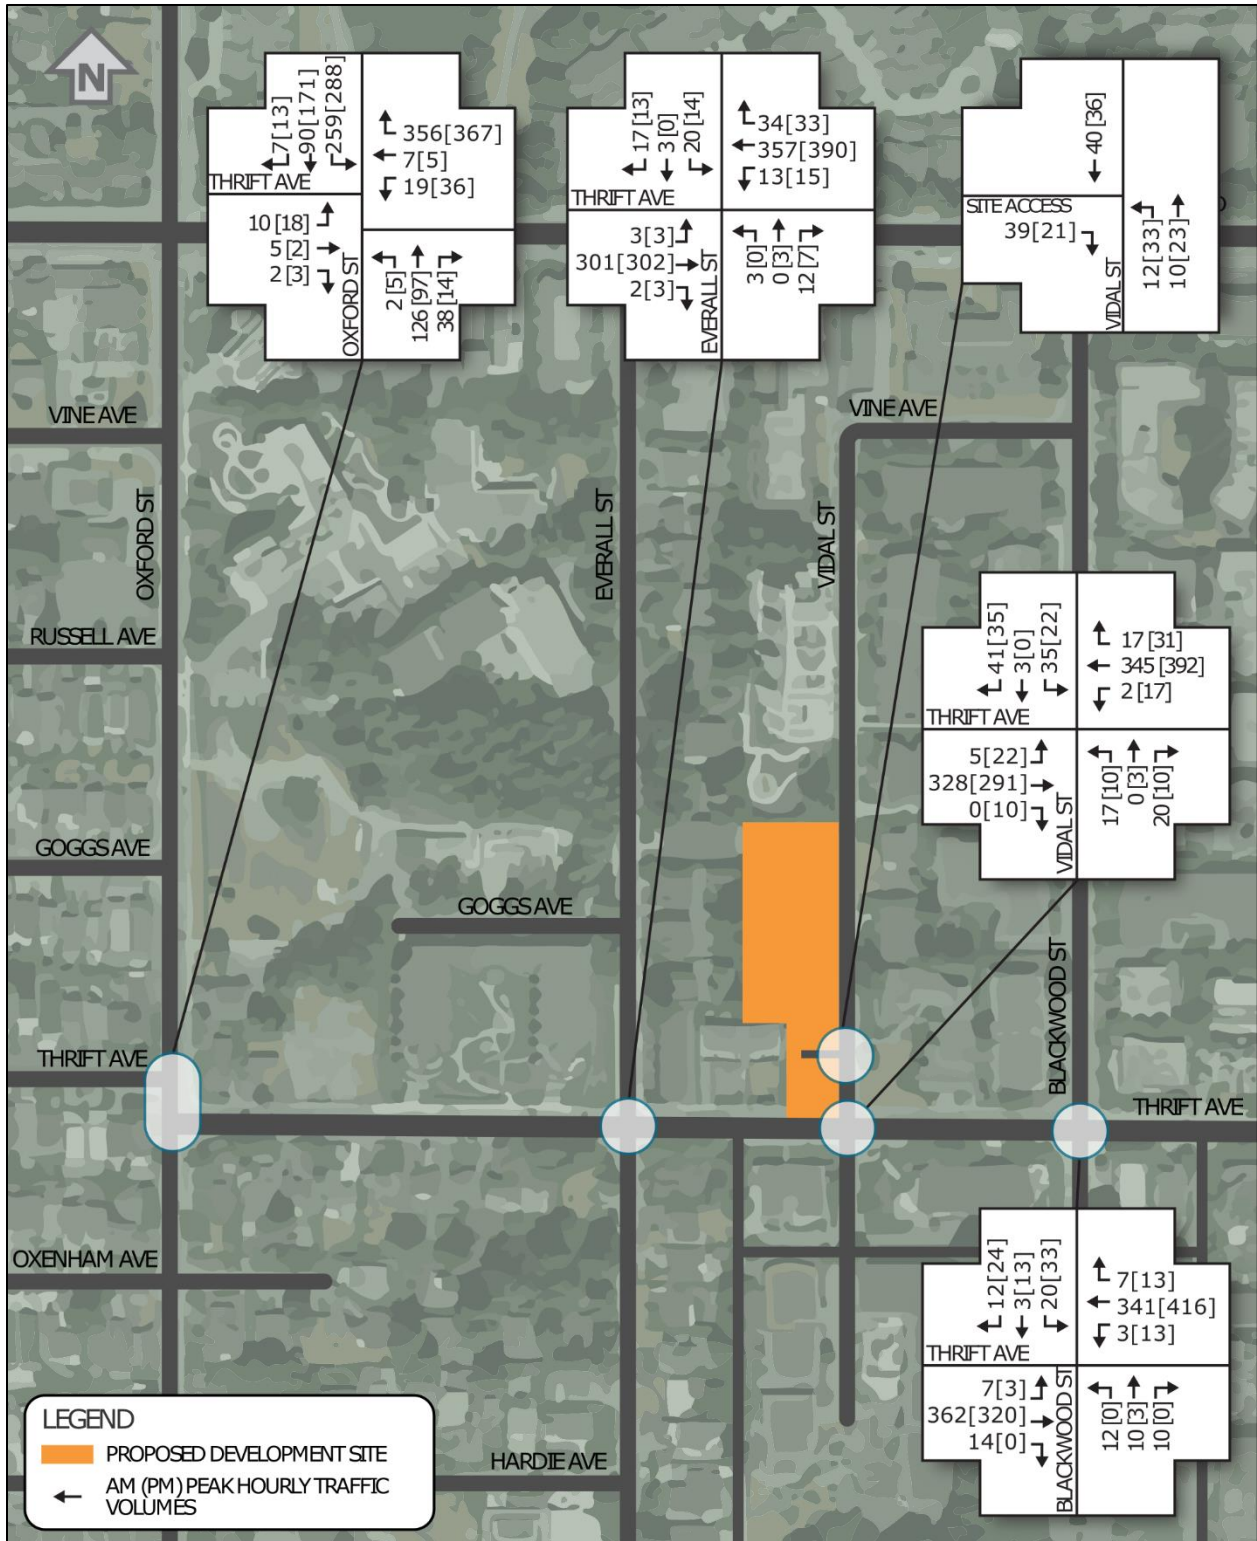 N
7[13]
90[171]
259[288]
356[367]
7[5]
19[36]
THRIFT AVE
10[18]
5[2]
2[3]
OXFORD ST
2[5]
126[97]
38[14]
17[13]
3[0]
20[14]
34[33]
357[390]
13[15]
THRIFT AVE
3[3]
301[302]
2[3]
EVERALL ST
3[0]
0[3]
12[7]
40[36]
SITE ACCESS
39[21]
VIDAL ST
12[33]
10[23]
VINE AVE
VINE AVE
OXFORD ST
EVERALL ST
VIDAL ST
RUSSELL AVE
41[35]
3[0]
35[22]
17[31]
345[392]
2[17]
THRIFT AVE
5[22]
328[291]
0[10]
VIDAL ST
17[10]
0[3]
20[10]
GOGGS AVE
GOGGS AVE
BLACKWOOD ST
THRIFT AVE
THRIFT AVE
OXENHAM AVE
12[24]
3[13]
20[33]
7[13]
341[416]
3[13]
THRIFT AVE
7[3]
362[320]
14[0]
BLACKWOOD ST
12[0]
10[3]
10[0]
HARDIE AVE
LEGEND
PROPOSED DEVELOPMENT SITE
AM (PM) PEAK HOURLY TRAFFIC
VOLUMES